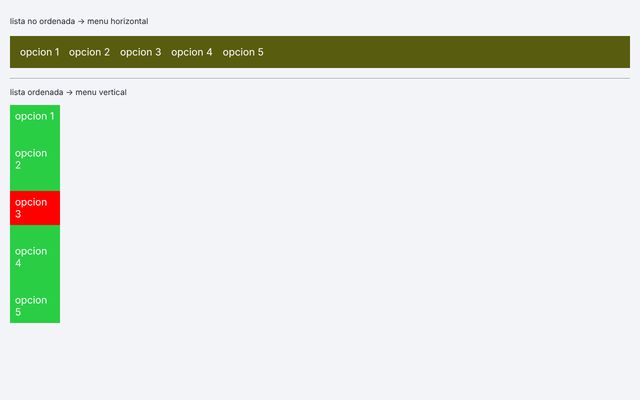 lista no ordenada -> menu horizontal
opcion 1 opcion 2 opcion 3 opcion 4 opcion 5
lista ordenada -> menu vertical
opcion 1
opcion
2
opcion
3
opcion
4
opcion
5